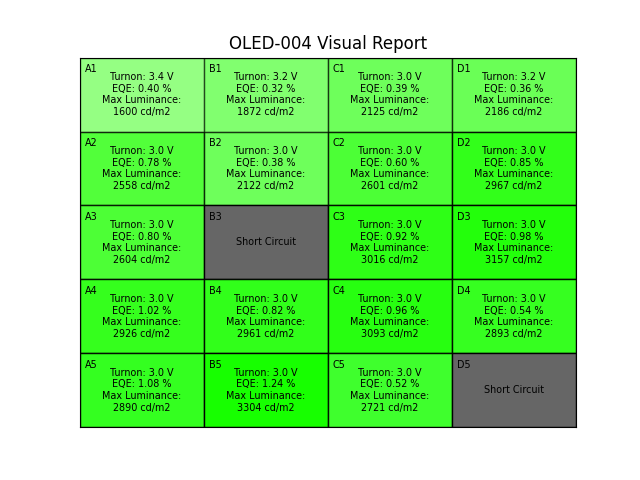 OLED-004 Visual Report
A1
Turnon: 3.4 V
EQE: 0.40 %
Max Luminance:
1600 cd/m2
B1
Turnon: 3.2 V
EQE: 0.32 %
Max Luminance:
1872 cd/m2
C1
Turnon: 3.0 V
EQE: 0.39 %
Max Luminance:
2125 cd/m2
D1
Turnon: 3.2 V
EQE: 0.36 %
Max Luminance:
2186 cd/m2
A2
Turnon: 3.0 V
EQE: 0.78 %
Max Luminance:
2558 cd/m2
B2
Turnon: 3.0 V
EQE: 0.38 %
Max Luminance:
2122 cd/m2
C2
Turnon: 3.0 V
EQE: 0.60 %
Max Luminance:
2601 cd/m2
D2
Turnon: 3.0 V
EQE: 0.85 %
Max Luminance:
2967 cd/m2
A3
Turnon: 3.0 V
EQE: 0.80 %
Max Luminance:
2604 cd/m2
B3
Short Circuit
C3
Turnon: 3.0 V
EQE: 0.92 %
Max Luminance:
3016 cd/m2
D3
Turnon: 3.0 V
EQE: 0.98 %
Max Luminance:
3157 cd/m2
A4
Turnon: 3.0 V
EQE: 1.02 %
Max Luminance:
2926 cd/m2
B4
Turnon: 3.0 V
EQE: 0.82 %
Max Luminance:
2961 cd/m2
C4
Turnon: 3.0 V
EQE: 0.96 %
Max Luminance:
3093 cd/m2
D4
Turnon: 3.0 V
EQE: 0.54 %
Max Luminance:
2893 cd/m2
A5
Turnon: 3.0 V
EQE: 1.08 %
Max Luminance:
2890 cd/m2
B5
Turnon: 3.0 V
EQE: 1.24 %
Max Luminance:
3304 cd/m2
C5
Turnon: 3.0 V
EQE: 0.52 %
Max Luminance:
2721 cd/m2
D5
Short Circuit